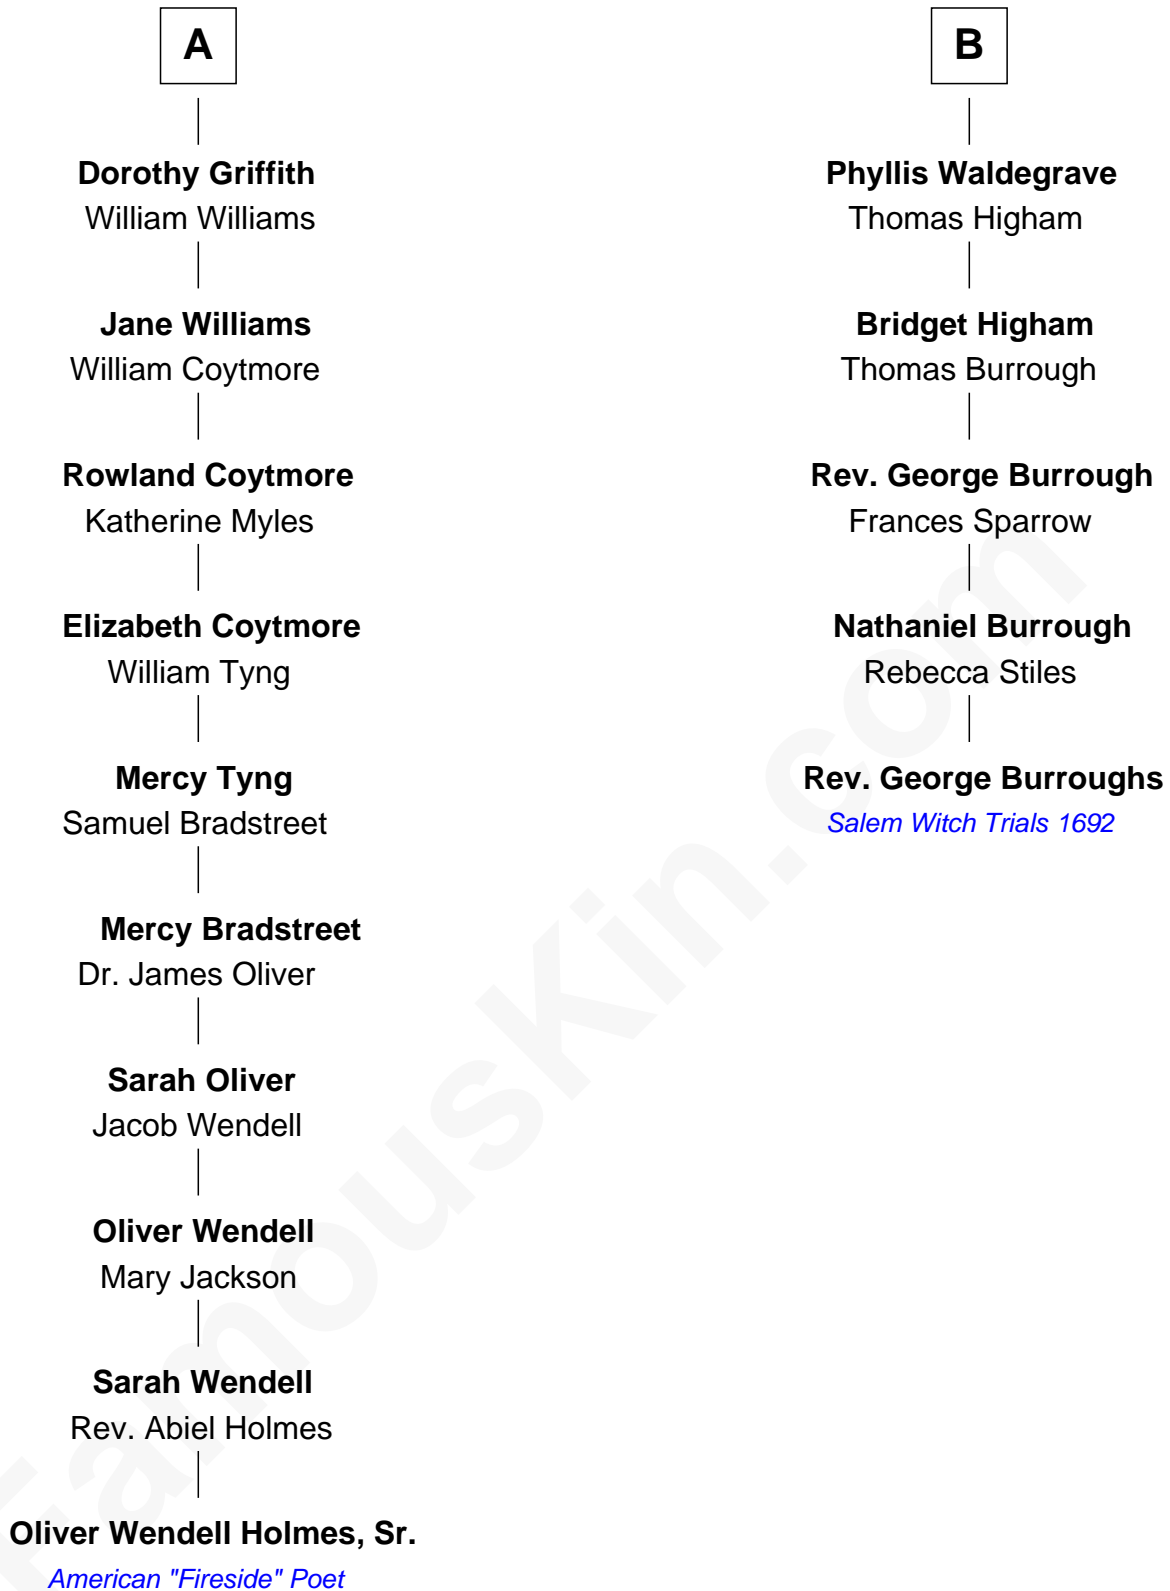 A
Dorothy Griffith
William Williams
Jane Williams
William Coytmore
Rowland Coytmore
Katherine Myles
Elizabeth Coytmore
William Tyng
Mercy Tyng
Samuel Bradstreet
Mercy Bradstreet
Dr. James Oliver
Sarah Oliver
Jacob Wendell
Oliver Wendell
Mary Jackson
Sarah Wendell
Rev. Abiel Holmes
Oliver Wendell Holmes, Sr.
American "Fireside" Poet
B
Phyllis Waldegrave
Thomas Higham
Bridget Higham
Thomas Burrough
Rev. George Burrough
Frances Sparrow
Nathaniel Burrough
Rebecca Stiles
Rev. George Burroughs
Salem Witch Trials 1692
FamousKin.com